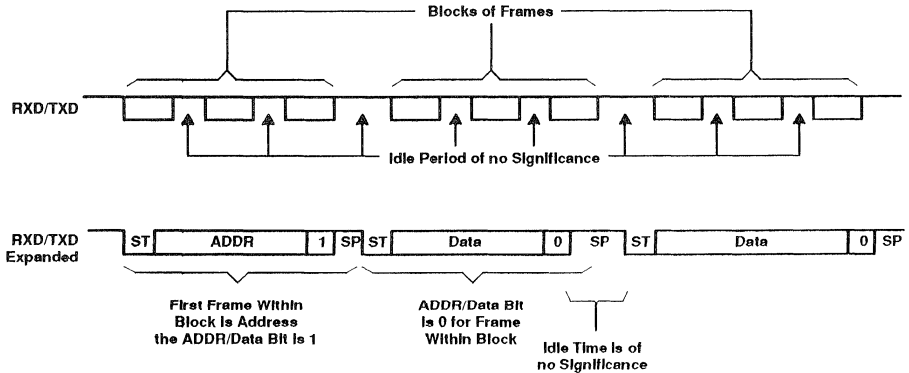 Blocks of Frames
RXD/TXD
Idle Period of no Significance
RXD/TXD
Expanded
ST ADDR 1 SP ST Data 0 SP ST Data 0 SP
First Frame Within
Block is Address
the ADDR/Data Bit is 1
ADDR/Data Bit
is 0 for Frame
Within Block
Idle Time is of
no Significance